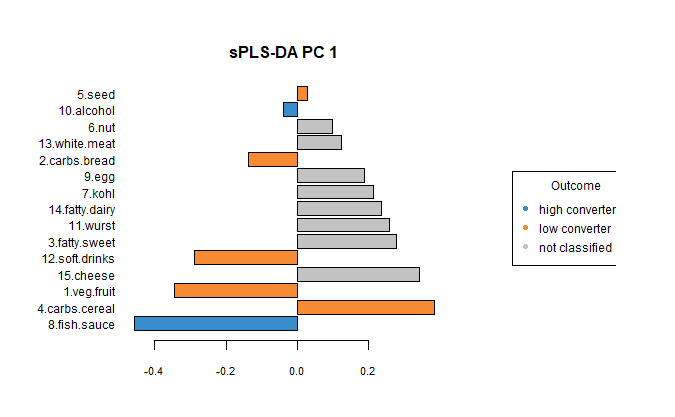 sPLS-DA PC 1
5.seed
10.alcohol
6.nut
13.white.meat
2.carbs.bread
9.egg
7.kohl
14.fatty.dairy
11.wurst
3.fatty.sweet
12.soft.drinks
15.cheese
1.veg.fruit
4.carbs.cereal
8.fish.sauce
-0.4 -0.2 0.0 0.2
Outcome
high converter
low converter
not classified